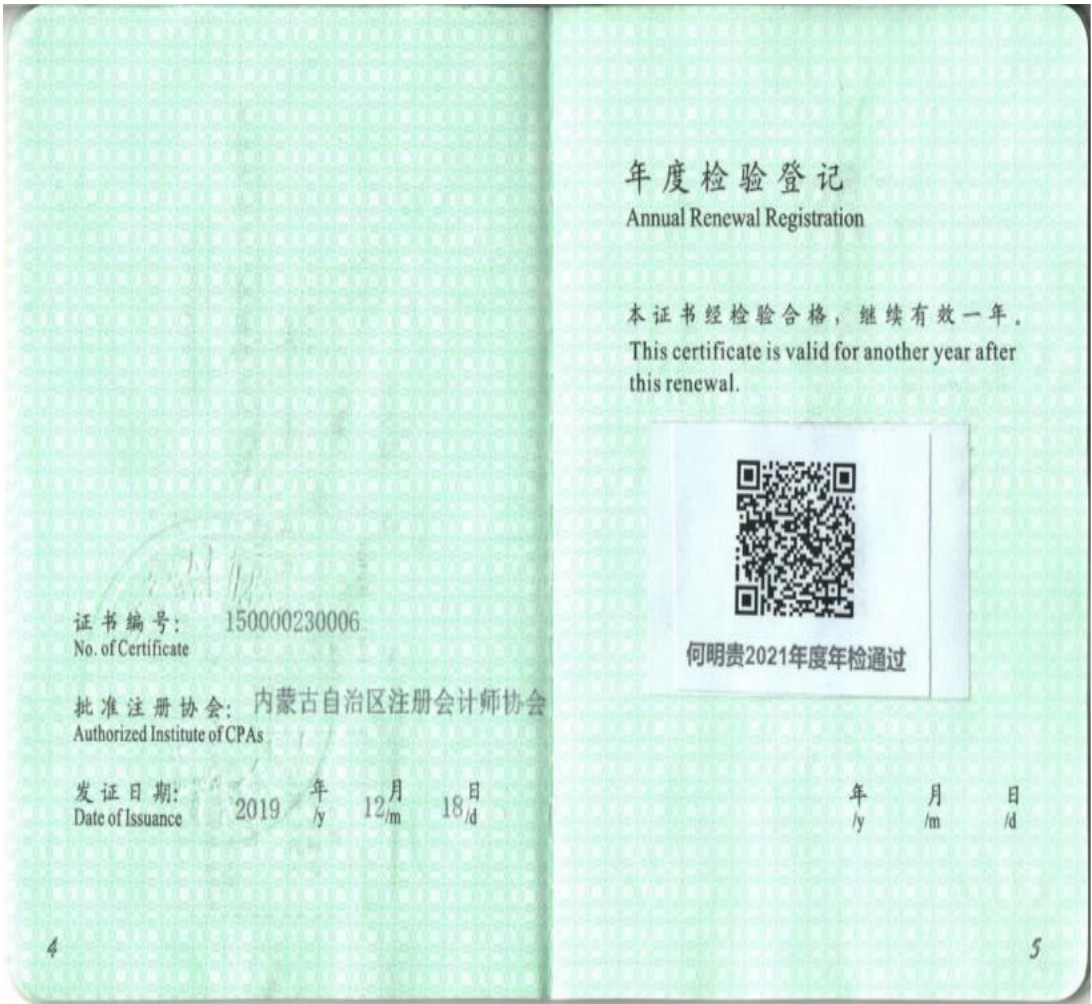 证书编号: 150000230006
No. of Certificate
批准注册协会: 内蒙古自治区注册会计师协会
Authorized Institute of CPAs
发证日期: 2019 年 12月 18日
Date of Issuance /y /m /d
4
年度检验登记
Annual Renewal Registration
本证书经检验合格，继续有效一年。
This certificate is valid for another year after
this renewal.
何明贵2021年度年检通过
年 月 日
/y /m /d
5